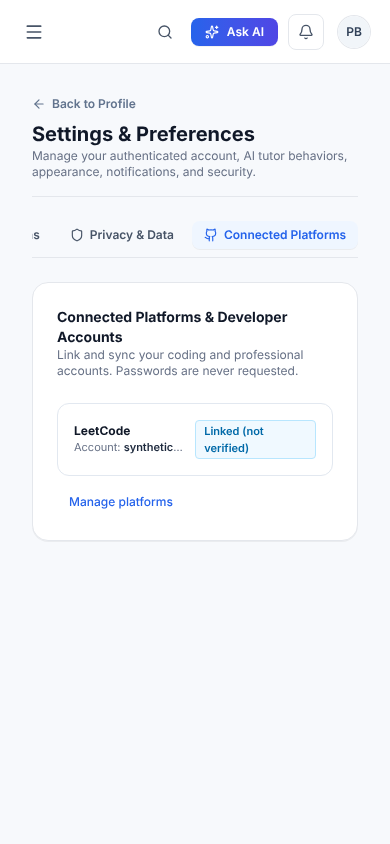 Ask AI
PB
Back to Profile
Settings & Preferences
Manage your authenticated account, AI tutor behaviors,
appearance, notifications, and security.
Privacy & Data
Connected Platforms
Connected Platforms & Developer
Accounts
Link and sync your coding and professional
accounts. Passwords are never requested.
LeetCode
Account: synthetic...
Linked (not
verified)
Manage platforms